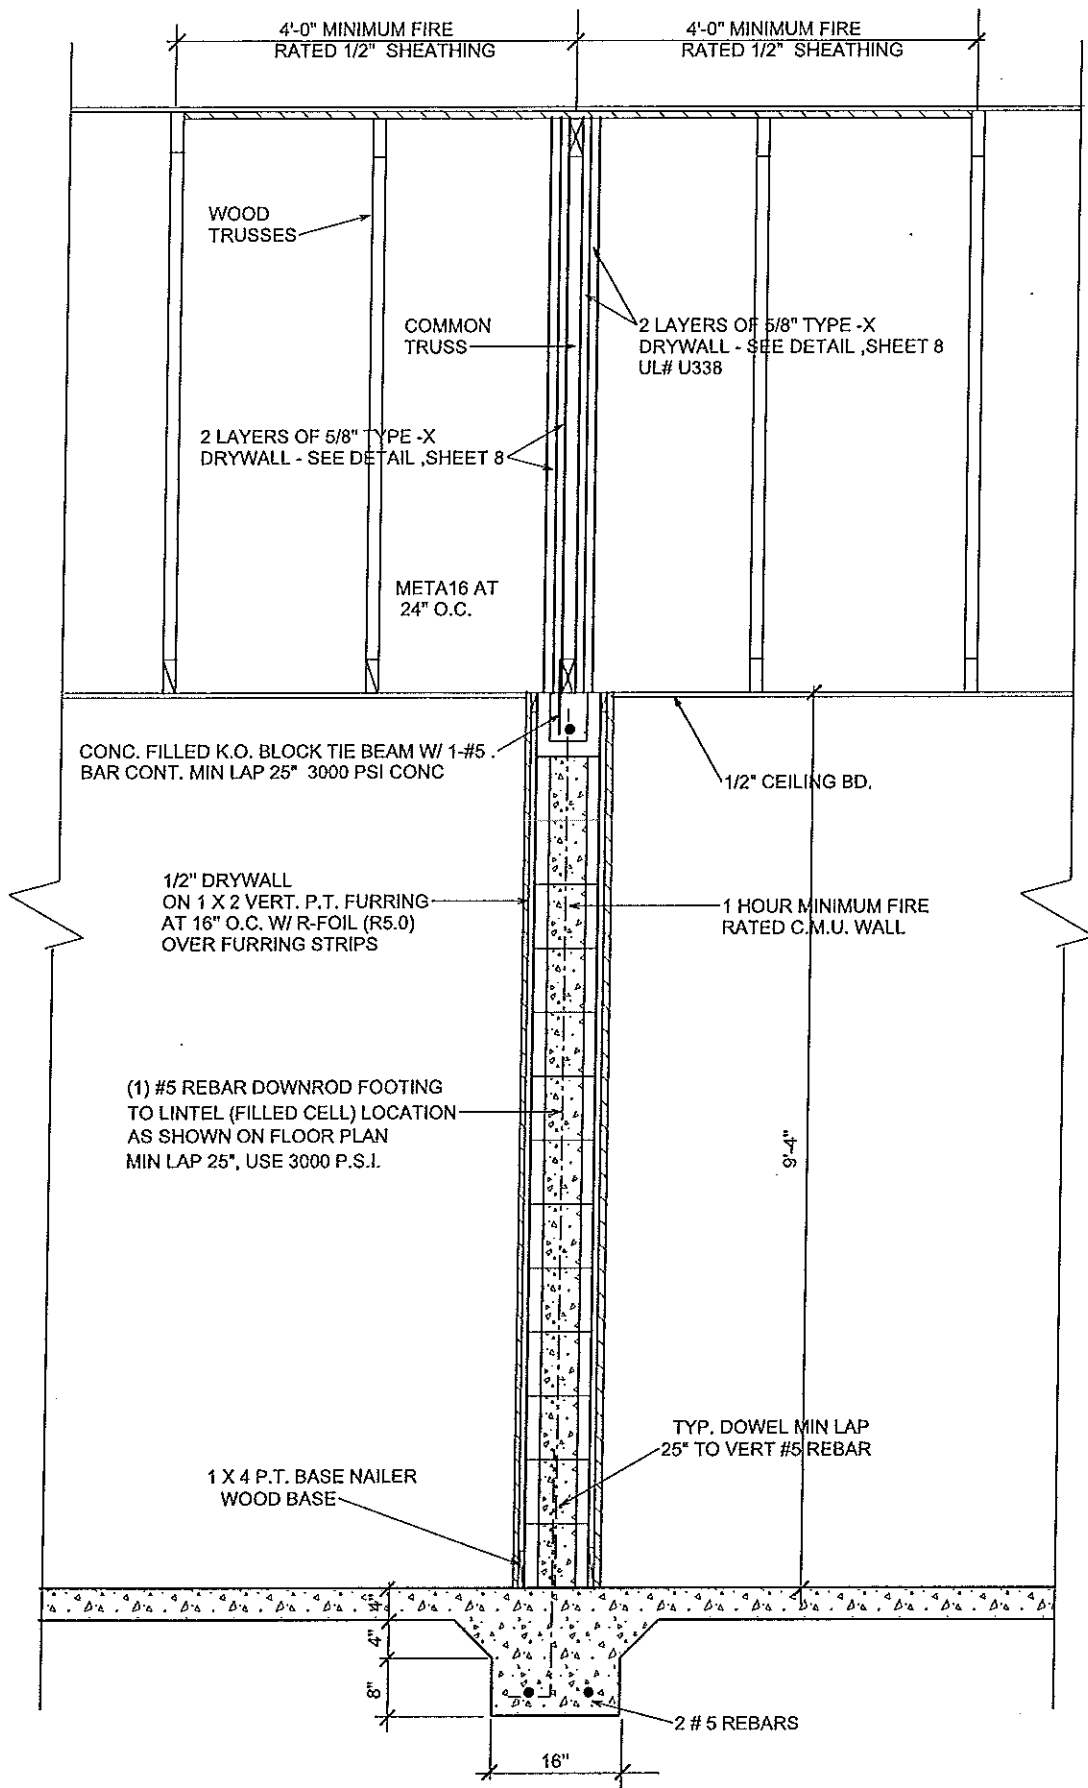 4'-0" MINIMUM FIRE
RATED 1/2" SHEATHING
4'-0" MINIMUM FIRE
RATED 1/2" SHEATHING
WOOD
TRUSSES
COMMON
TRUSS
2 LAYERS OF 5/8" TYPE -X
DRYWALL - SEE DETAIL ,SHEET 8
UL# U338
2 LAYERS OF 5/8" TYPE -X
DRYWALL - SEE DETAIL ,SHEET 8
META16 AT
24" O.C.
CONC. FILLED K.O. BLOCK TIE BEAM W/ 1-#5
BAR CONT. MIN LAP 25" 3000 PSI CONC
1/2" CEILING BD.
1/2" DRYWALL
ON 1 X 2 VERT. P.T. FURRING
AT 16" O.C. W/ R-FOIL (R5.0)
OVER FURRING STRIPS
1 HOUR MINIMUM FIRE
RATED C.M.U. WALL
(1) #5 REBAR DOWNROD FOOTING
TO LINTEL (FILLED CELL) LOCATION
AS SHOWN ON FLOOR PLAN
MIN LAP 25", USE 3000 P.S.I.
9'-4"
TYP. DOWEL MIN LAP
25" TO VERT #5 REBAR
1 X 4 P.T. BASE NAILER
WOOD BASE
4"
4"
8"
2 # 5 REBARS
16"